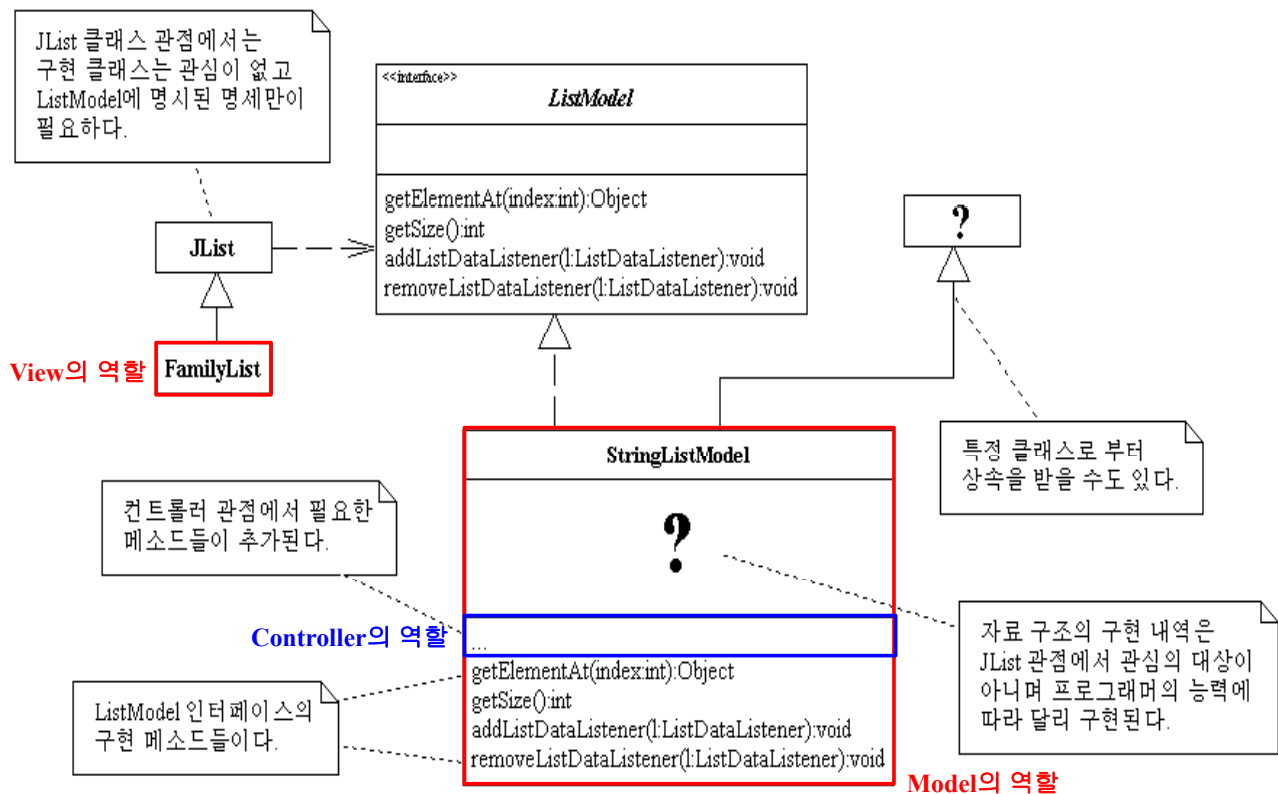 JList 클래스 관점에서는
구현 클래스는 관심이 없고
ListModel에 명시된 명세만이
필요하다.
<<interface>>
ListModel
getElementAt(index:int):Object
getSize():int
addListDataListener(l:ListDataListener):void
removeListDataListener(l:ListDataListener):void
?
JList
View의 역할
FamilyList
특정 클래스로 부터
상속을 받을 수도 있다.
StringListModel
?
컨트롤러 관점에서 필요한
메소드들이 추가된다.
Controller의 역할
...
getElementAt(index:int):Object
getSize():int
addListDataListener(l:ListDataListener):void
removeListDataListener(l:ListDataListener):void
ListModel 인터페이스의
구현 메소드들이다.
자료 구조의 구현 내역은
JList 관점에서 관심의 대상이
아니며 프로그래머의 능력에
따라 달리 구현된다.
Model의 역할